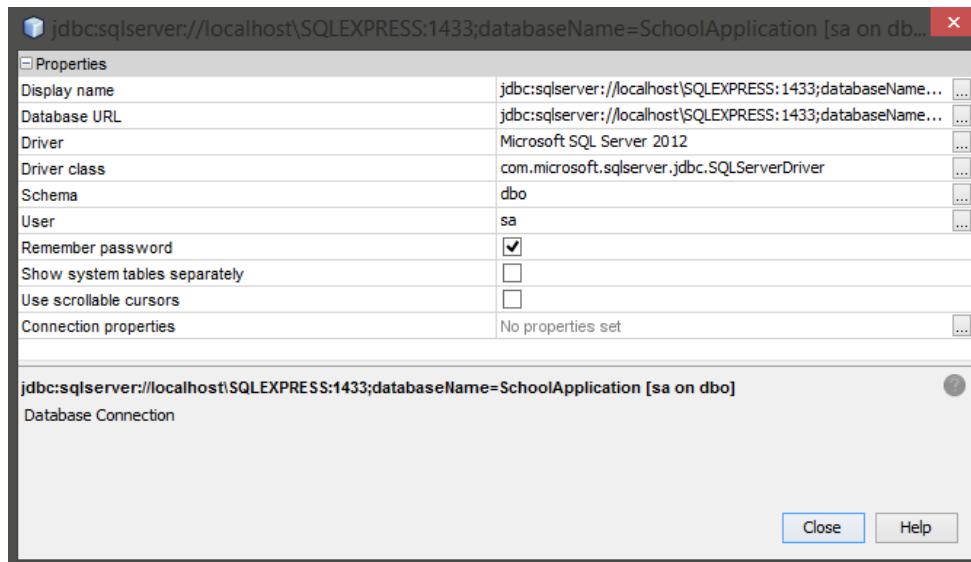 jdbc:sqlserver://localhost\SQLEXPRESS:1433;databaseName=SchoolApplication [sa on db...
Properties
Display name jdbc:sqlserver://localhost\SQLEXPRESS:1433;databaseName... ...
Database URL jdbc:sqlserver://localhost\SQLEXPRESS:1433;databaseName... ...
Driver Microsoft SQL Server 2012 ...
Driver class com.microsoft.sqlserver.jdbc.SQLServerDriver ...
Schema dbo ...
User sa ...
Remember password
Show system tables separately
Use scrollable cursors
Connection properties No properties set ...
jdbc:sqlserver://localhost\SQLEXPRESS:1433;databaseName=SchoolApplication [sa on dbo]
Database Connection
Close Help